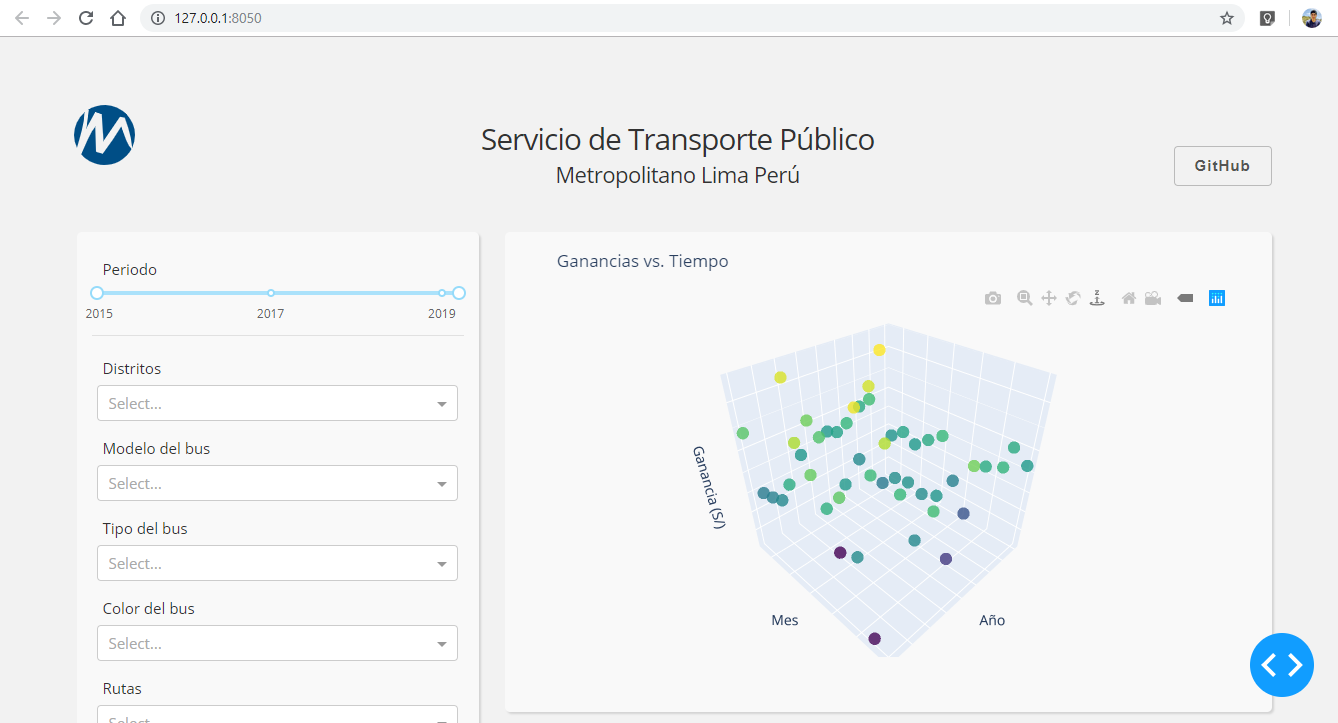 127.0.0.1:8050
Servicio de Transporte Público
Metropolitano Lima Perú
GitHub
Periodo
2015 2017 2019
Distritos
Select...
Modelo del bus
Select...
Tipo del bus
Select...
Color del bus
Select...
Rutas
Select...
Ganancias vs. Tiempo
z
Ganancia (S/)
Mes
Año